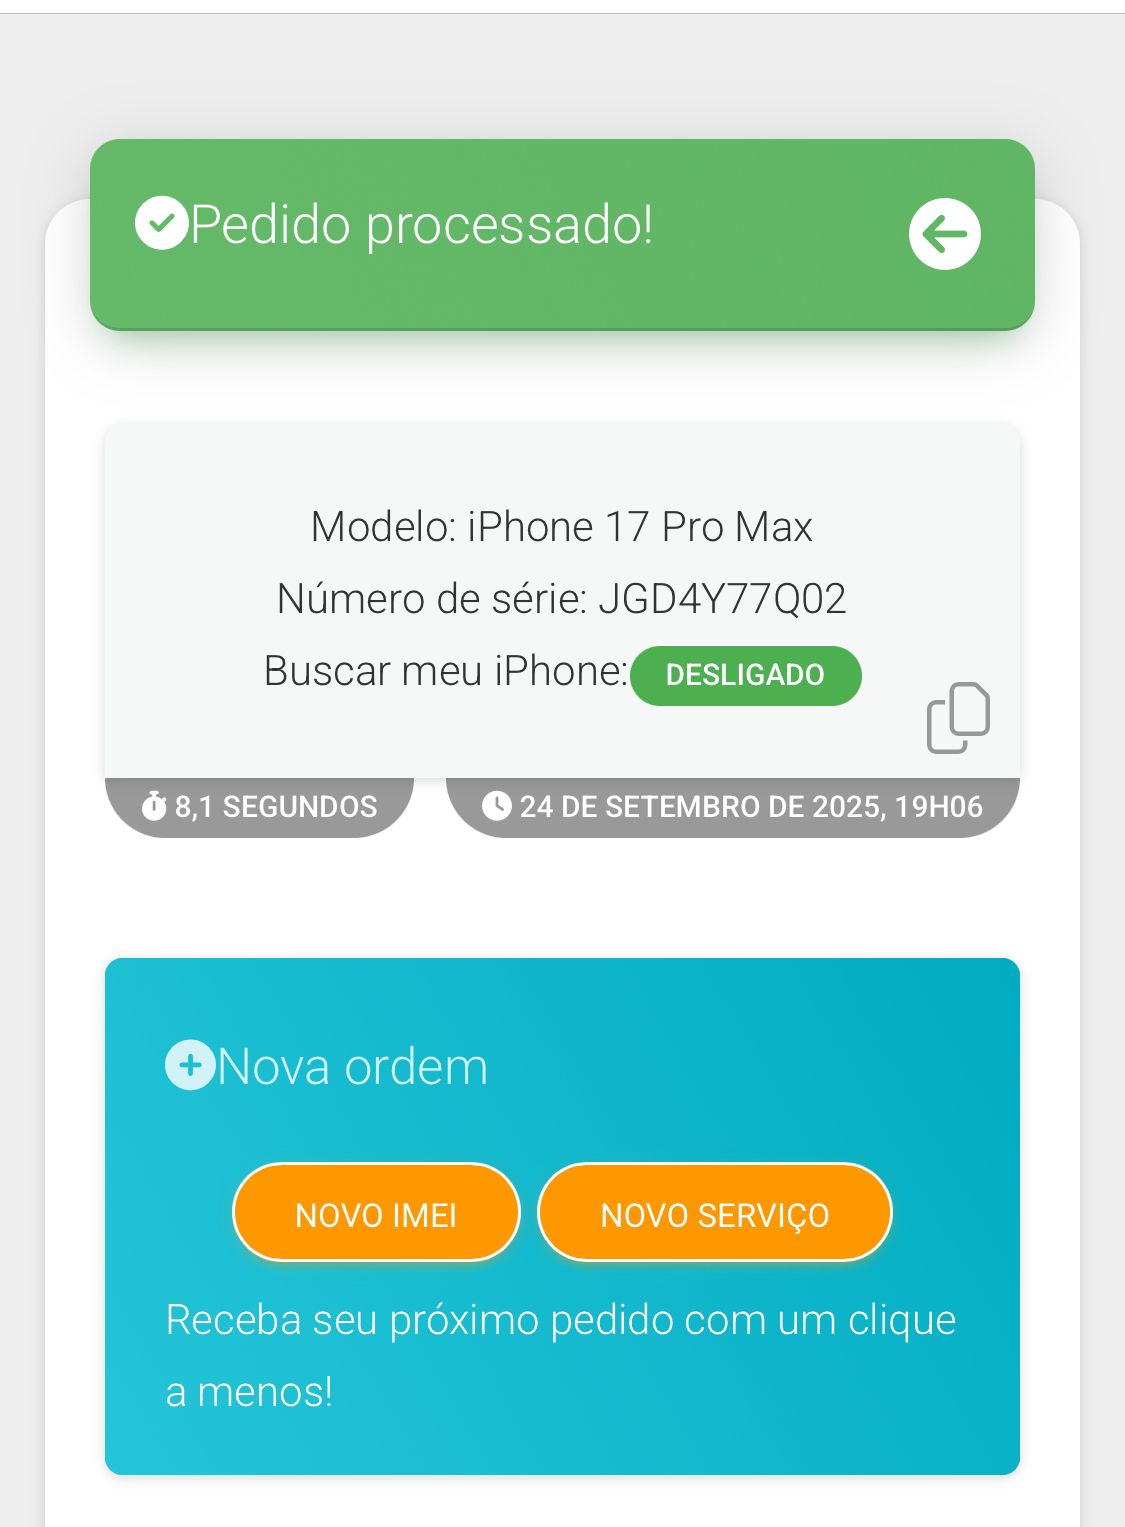 Pedido processado!
Modelo: iPhone 17 Pro Max
Número de série: JGD4Y77Q02
Buscar meu iPhone: DESLIGADO
8,1 SEGUNDOS
24 DE SETEMBRO DE 2025, 19H06
Nova ordem
NOVO IMEI
NOVO SERVIÇO
Receba seu próximo pedido com um clique
a menos!